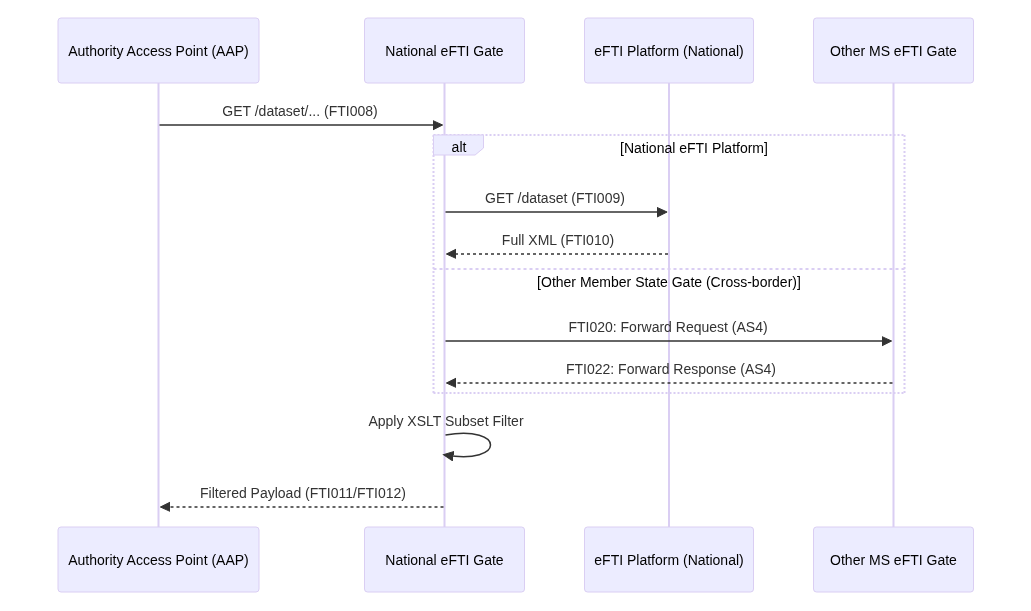 Authority Access Point (AAP)
National eFTI Gate
eFTI Platform (National)
Other MS eFTI Gate
GET /dataset/... (FTI008)
alt
[National eFTI Platform]
GET /dataset (FTI009)
Full XML (FTI010)
[Other Member State Gate (Cross-border)]
FTI020: Forward Request (AS4)
FTI022: Forward Response (AS4)
Apply XSLT Subset Filter
Filtered Payload (FTI011/FTI012)
Authority Access Point (AAP)
National eFTI Gate
eFTI Platform (National)
Other MS eFTI Gate